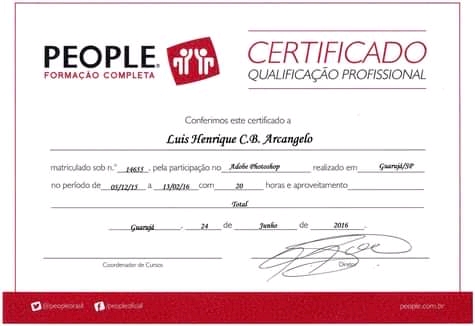 PEOPLE®
FORMAÇÃO COMPLETA
CERTIFICADO
QUALIFICAÇÃO PROFISSIONAL
Conferimos este certificado a
Luis Henrique C.B. Arcangelo
matriculado sob n.° 14655, pela participação no Adobe Photoshop realizado em Guarujá/SP
no período de 05/12/15 a 13/02/16 com 20 horas e aproveitamento
Total
Guarujá - 24 de Junho de 2016.
Coordenador de Cursos
Diretor
@peoplebrasil /peopleoficial people.com.br